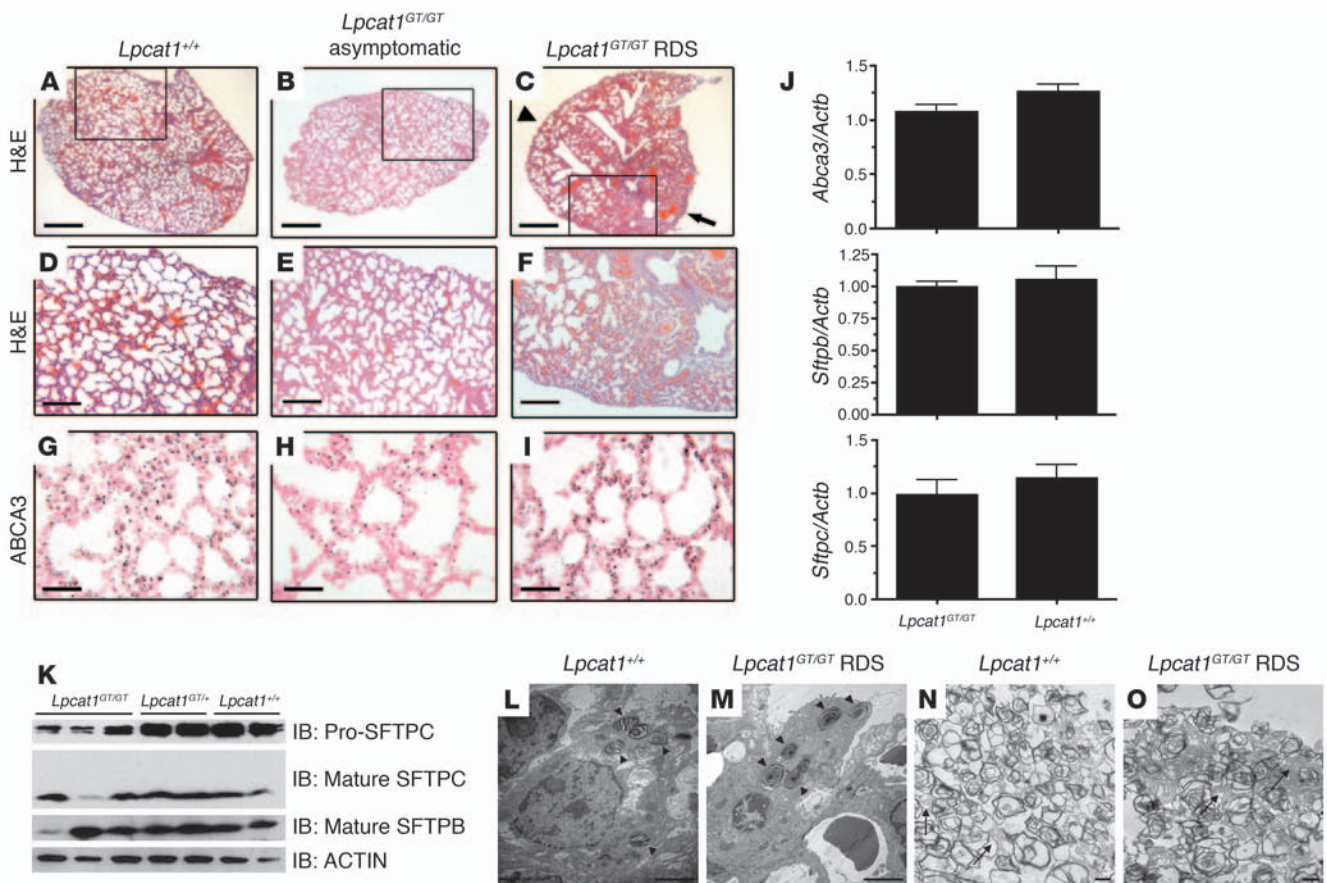 Lpcat1+/+
Lpcat1GT/GT
asymptomatic
Lpcat1GT/GT RDS
A
B
C
H&E
D
E
F
H&E
G
H
I
ABCA3
J
1.5
1.0
0.5
0.0
Abca3/Actb
1.25
1.00
0.75
0.25
0.00
Sftpb/Actb
1.5
1.0
0.5
0.0
Sftpc/Actb
Lpcat1GT/GT
Lpcat1+/+
K
Lpcat1GT/GT
Lpcat1GT/+
Lpcat1+/+
IB: Pro-SFTPC
IB: Mature SFTPC
IB: Mature SFTPB
IB: ACTIN
Lpcat1+/+
Lpcat1GT/GT RDS
Lpcat1+/+
Lpcat1GT/GT RDS
L
M
N
O